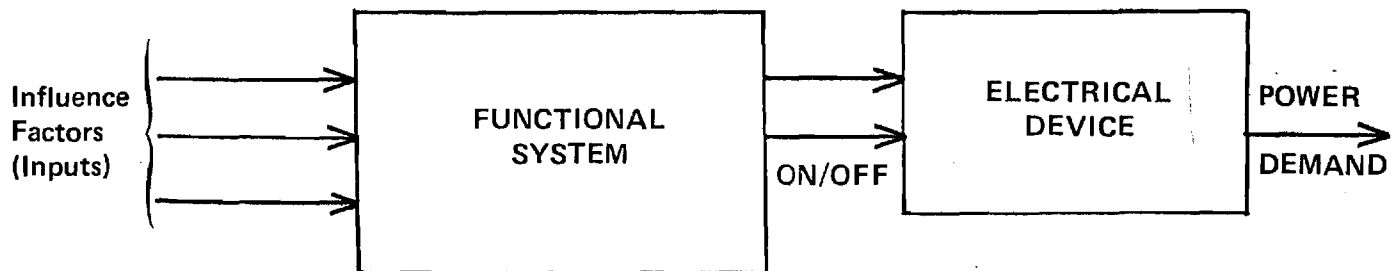 Influence
Factors
(Inputs)
FUNCTIONAL
SYSTEM
ON/OFF
ELECTRICAL
DEVICE
POWER
DEMAND